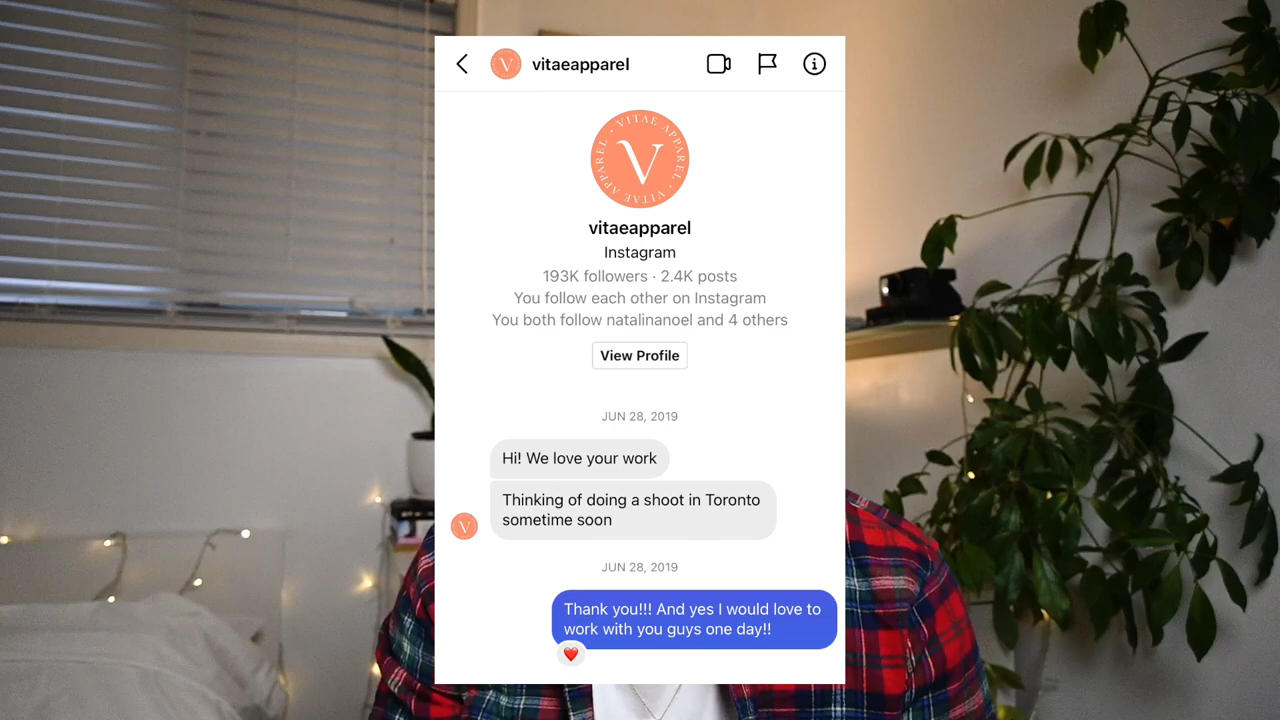 vitaeapparel
VITAE APPAREL · VITAE APPAREL ·
V
vitaeapparel
Instagram
193K followers · 2.4K posts
You follow each other on Instagram
You both follow natalinanoel and 4 others
View Profile
JUN 28, 2019
Hi! We love your work
Thinking of doing a shoot in Toronto
sometime soon
V
JUN 28, 2019
Thank you!!! And yes I would love to
work with you guys one day!!